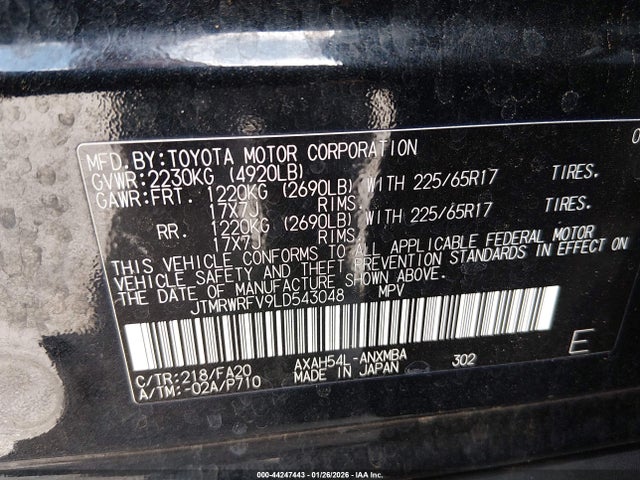 MFD.BY:TOYOTA MOTOR CORPORATION
GVWR:2230KG (4920LB)
GAWR:FRT. 1220KG (2690LB) WITH 225/65R17 TIRES.
17X7J RIMS.
RR. 1220KG (2690LB) WITH 225/65R17 TIRES.
17X7J RIMS.
THIS VEHICLE CONFORMS TO ALL APPLICABLE FEDERAL MOTOR
VEHICLE SAFETY AND THEFT PREVENTION STANDARDS IN EFFECT ON
THE DATE OF MANUFACTURE SHOWN ABOVE.
JTMRWRFV9LD543048 MPV
C/TR:218/FA20 AXAH54L-ANXMBA 302 E
A/TM:-02A/P710 MADE IN JAPAN
000-44247443 - 01/26/2026 - IAA Inc.